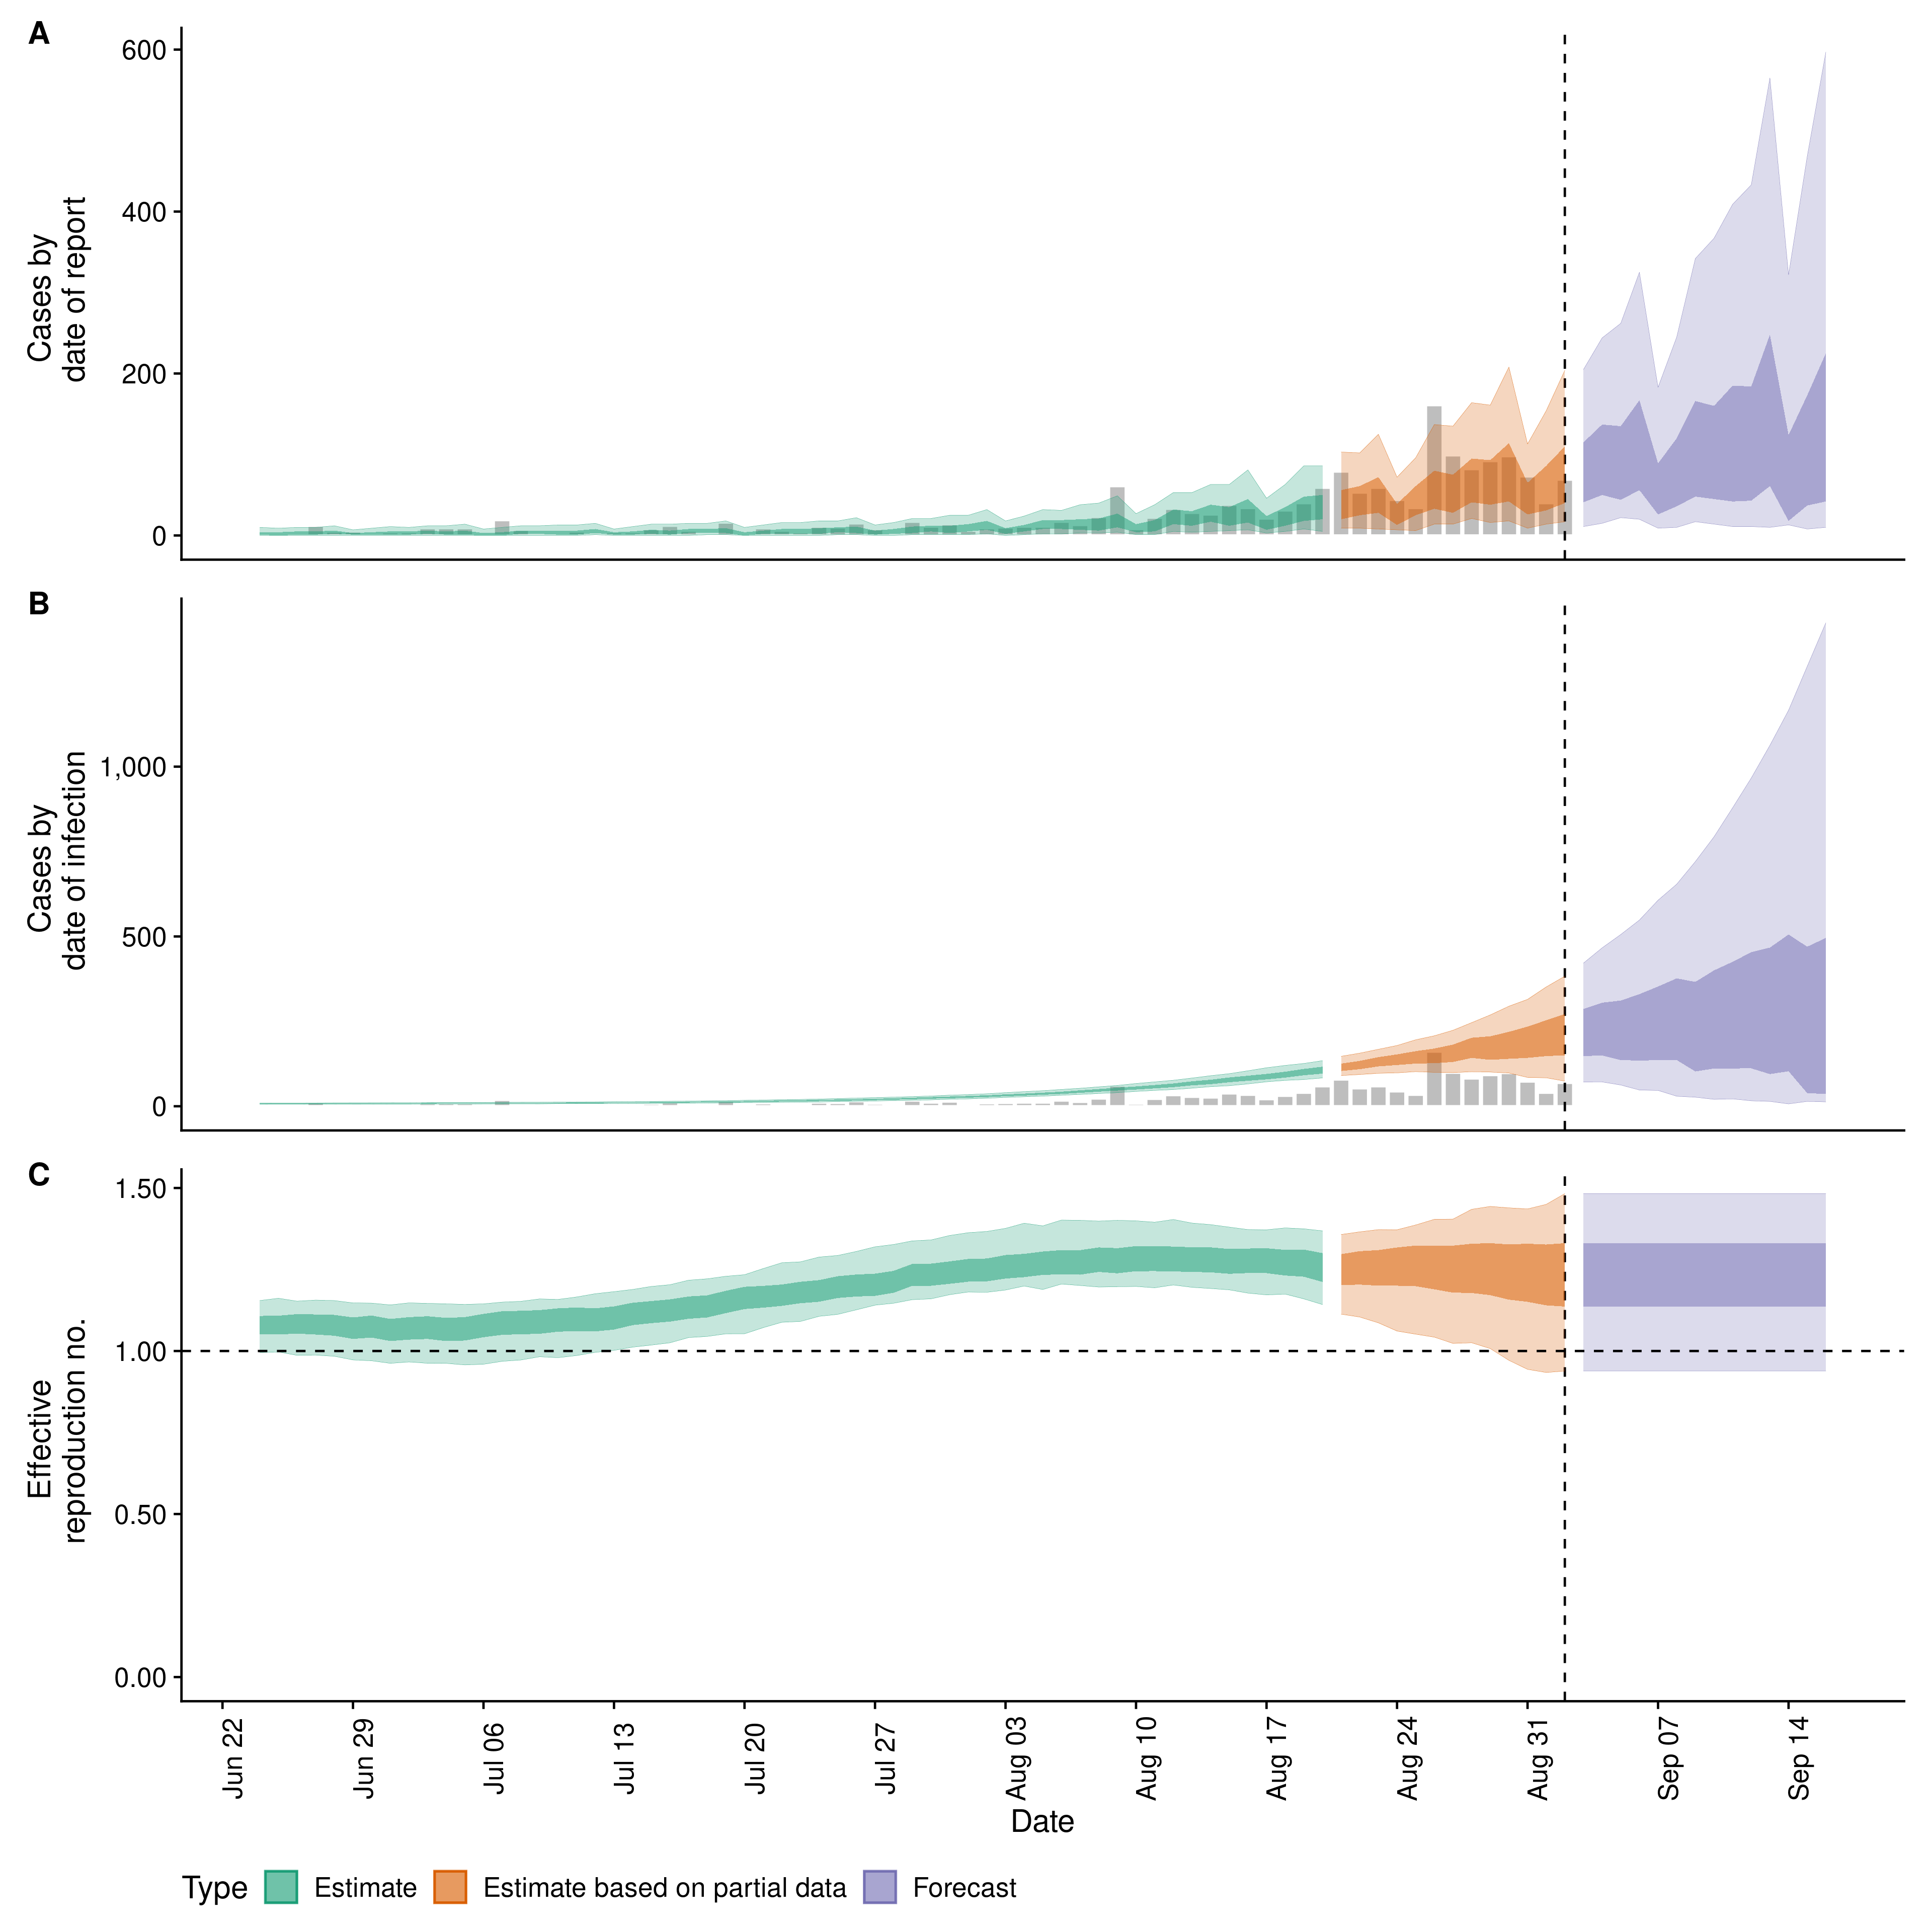 A
600
400
200
0
Cases by
date of report
B
1,000
500
0
Cases by
date of infection
C
1.50
1.00
0.50
0.00
Effective
reproduction no.
Jun 22
Jun 29
Jul 06
Jul 13
Jul 20
Jul 27
Aug 03
Aug 10
Aug 17
Aug 24
Aug 31
Sep 07
Sep 14
Date
Type Estimate Estimate based on partial data Forecast